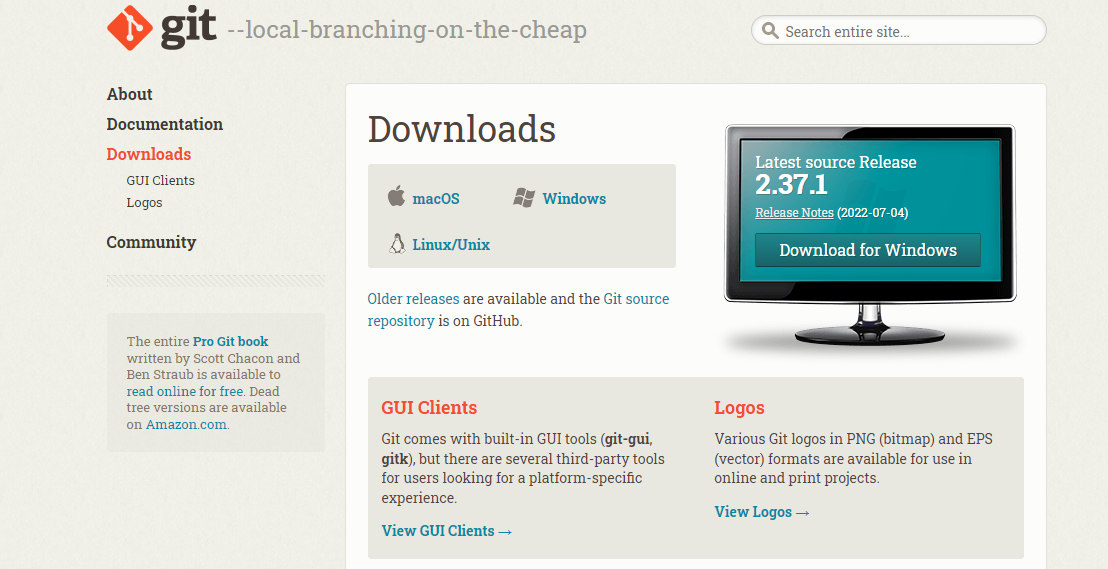 git --local-branching-on-the-cheap
Search entire site...
About
Documentation
Downloads
GUI Clients
Logos
Community
The entire Pro Git book
written by Scott Chacon and
Ben Straub is available to
read online for free. Dead
tree versions are available
on Amazon.com.
Downloads
macOS
Windows
Linux/Unix
Older releases are available and the Git source
repository is on GitHub.
Latest source Release
2.37.1
Release Notes (2022-07-04)
Download for Windows
GUI Clients
Git comes with built-in GUI tools (git-gui,
gitk), but there are several third-party tools
for users looking for a platform-specific
experience.
View GUI Clients →
Logos
Various Git logos in PNG (bitmap) and EPS
(vector) formats are available for use in
online and print projects.
View Logos →